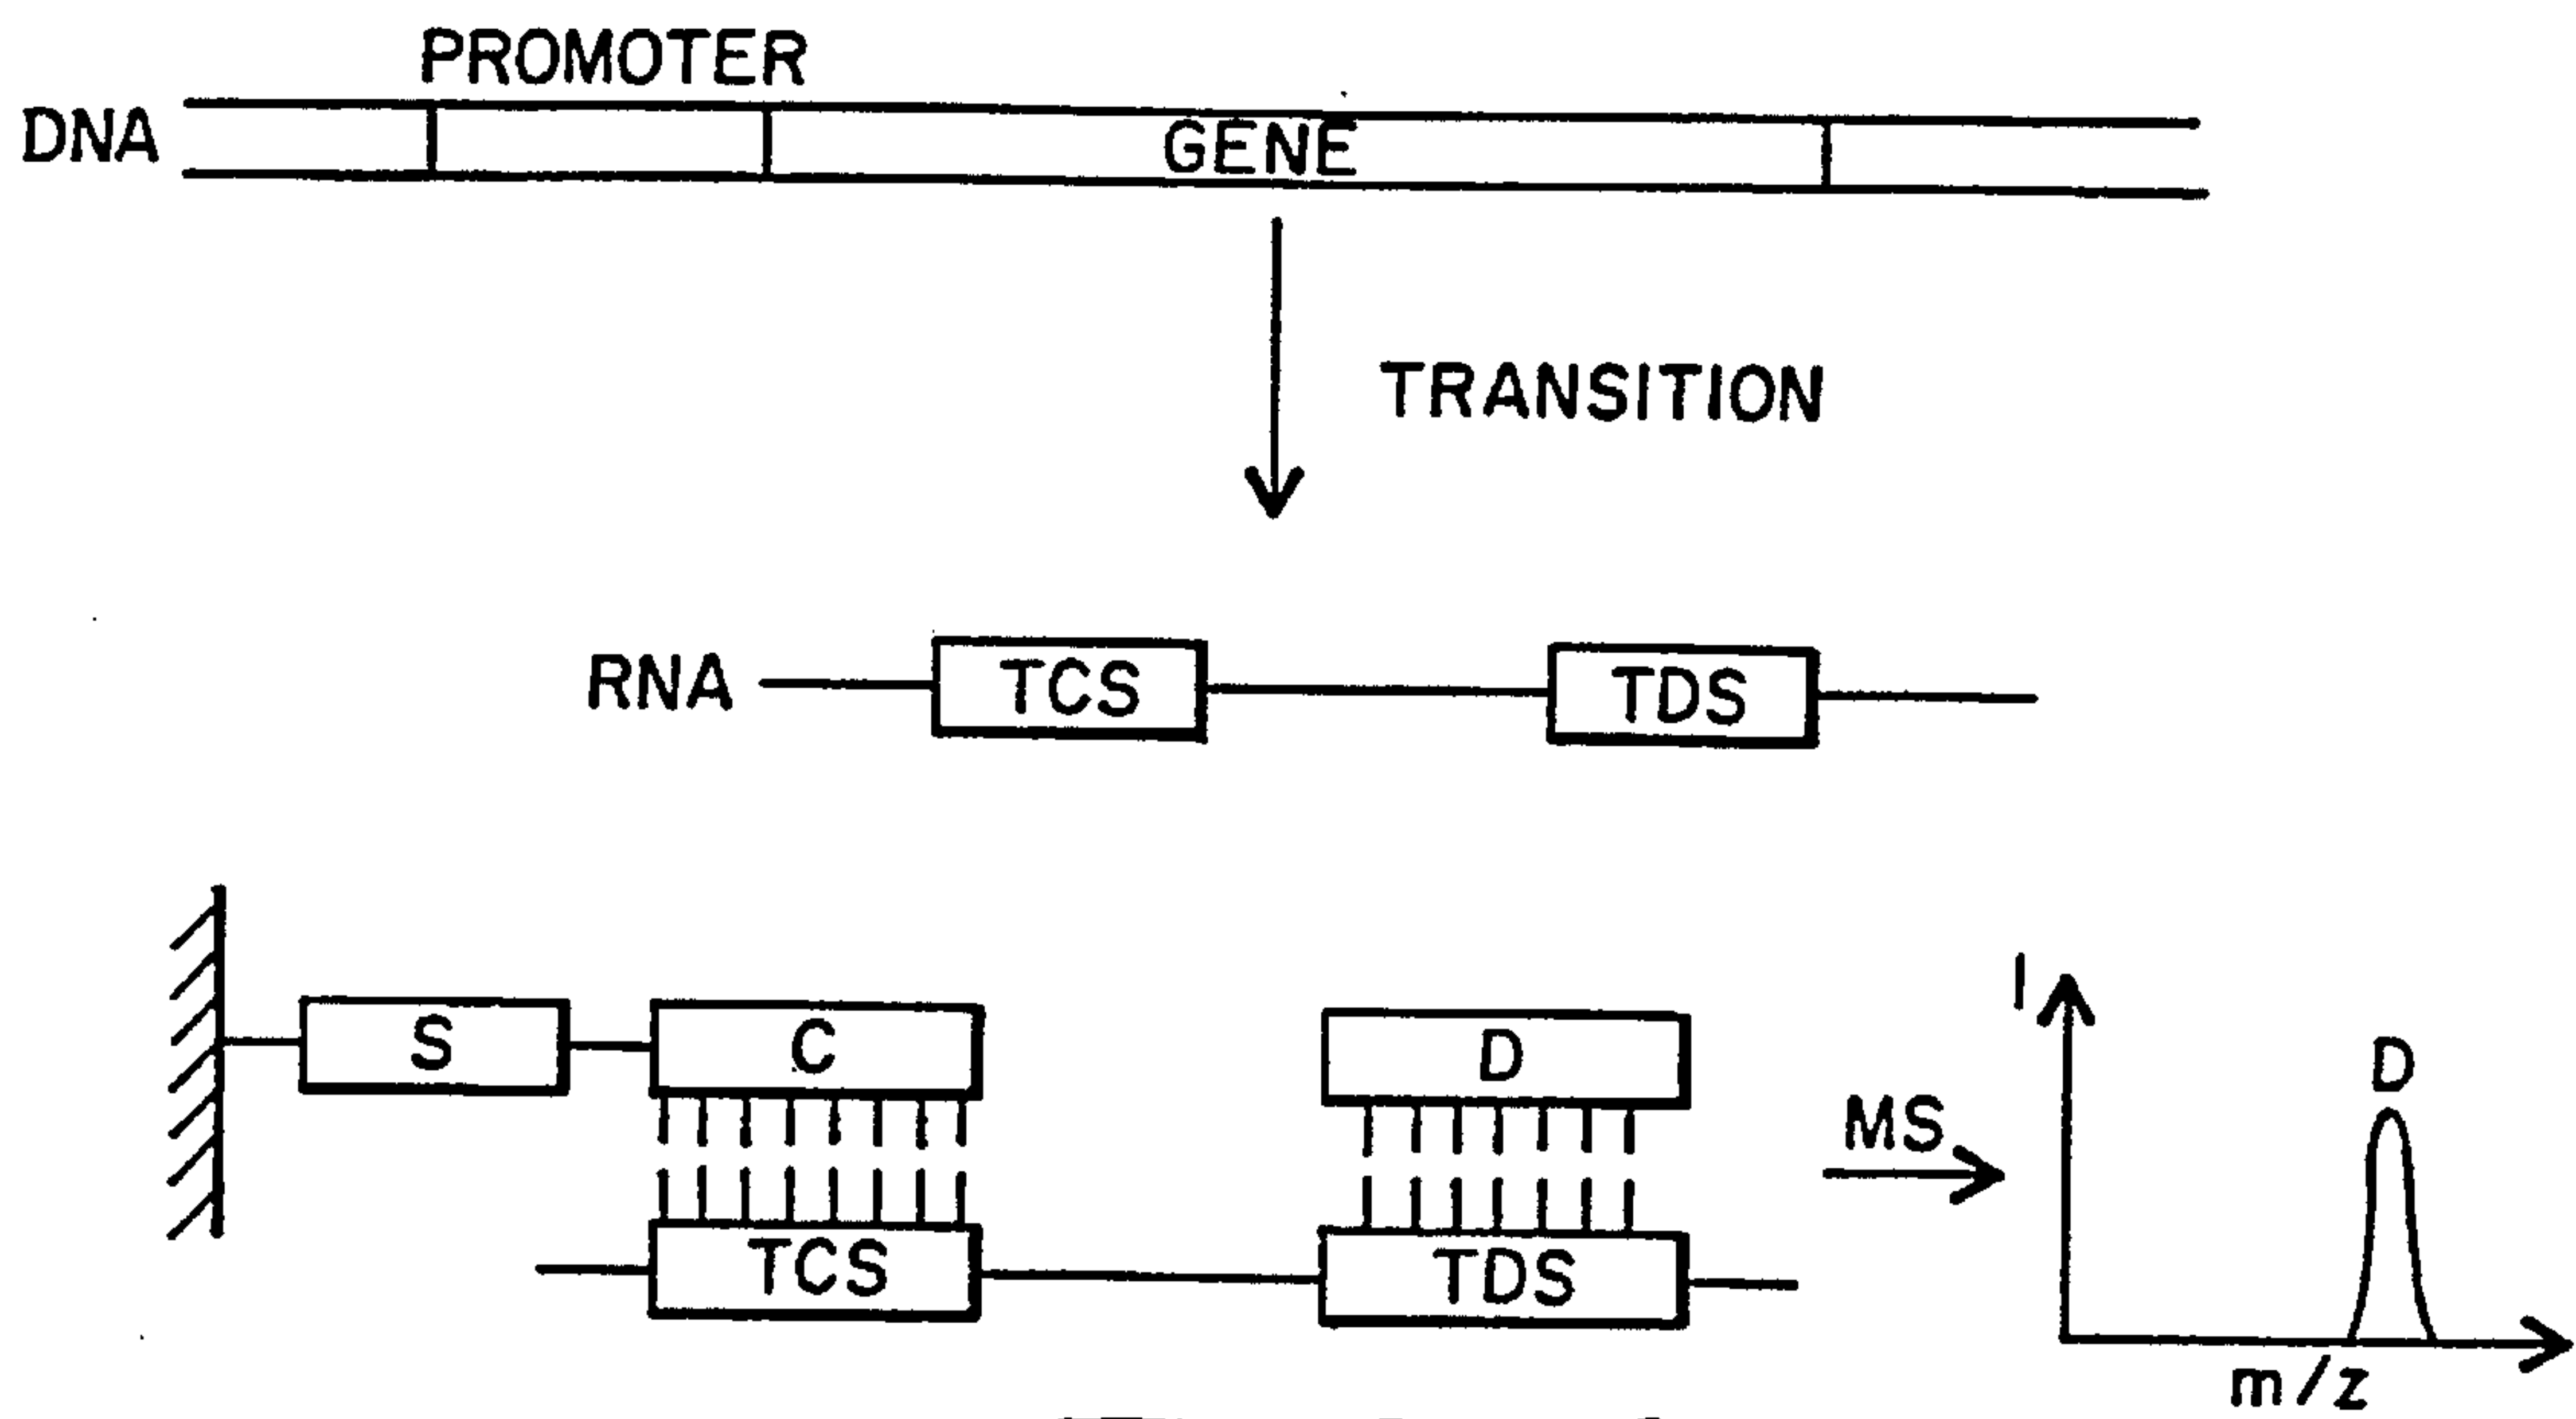 PROMOTER
DNA
GENE
TRANSITION
RNA
TCS
TDS
S
C
D
TCS
TDS
MS
I
D
m/z